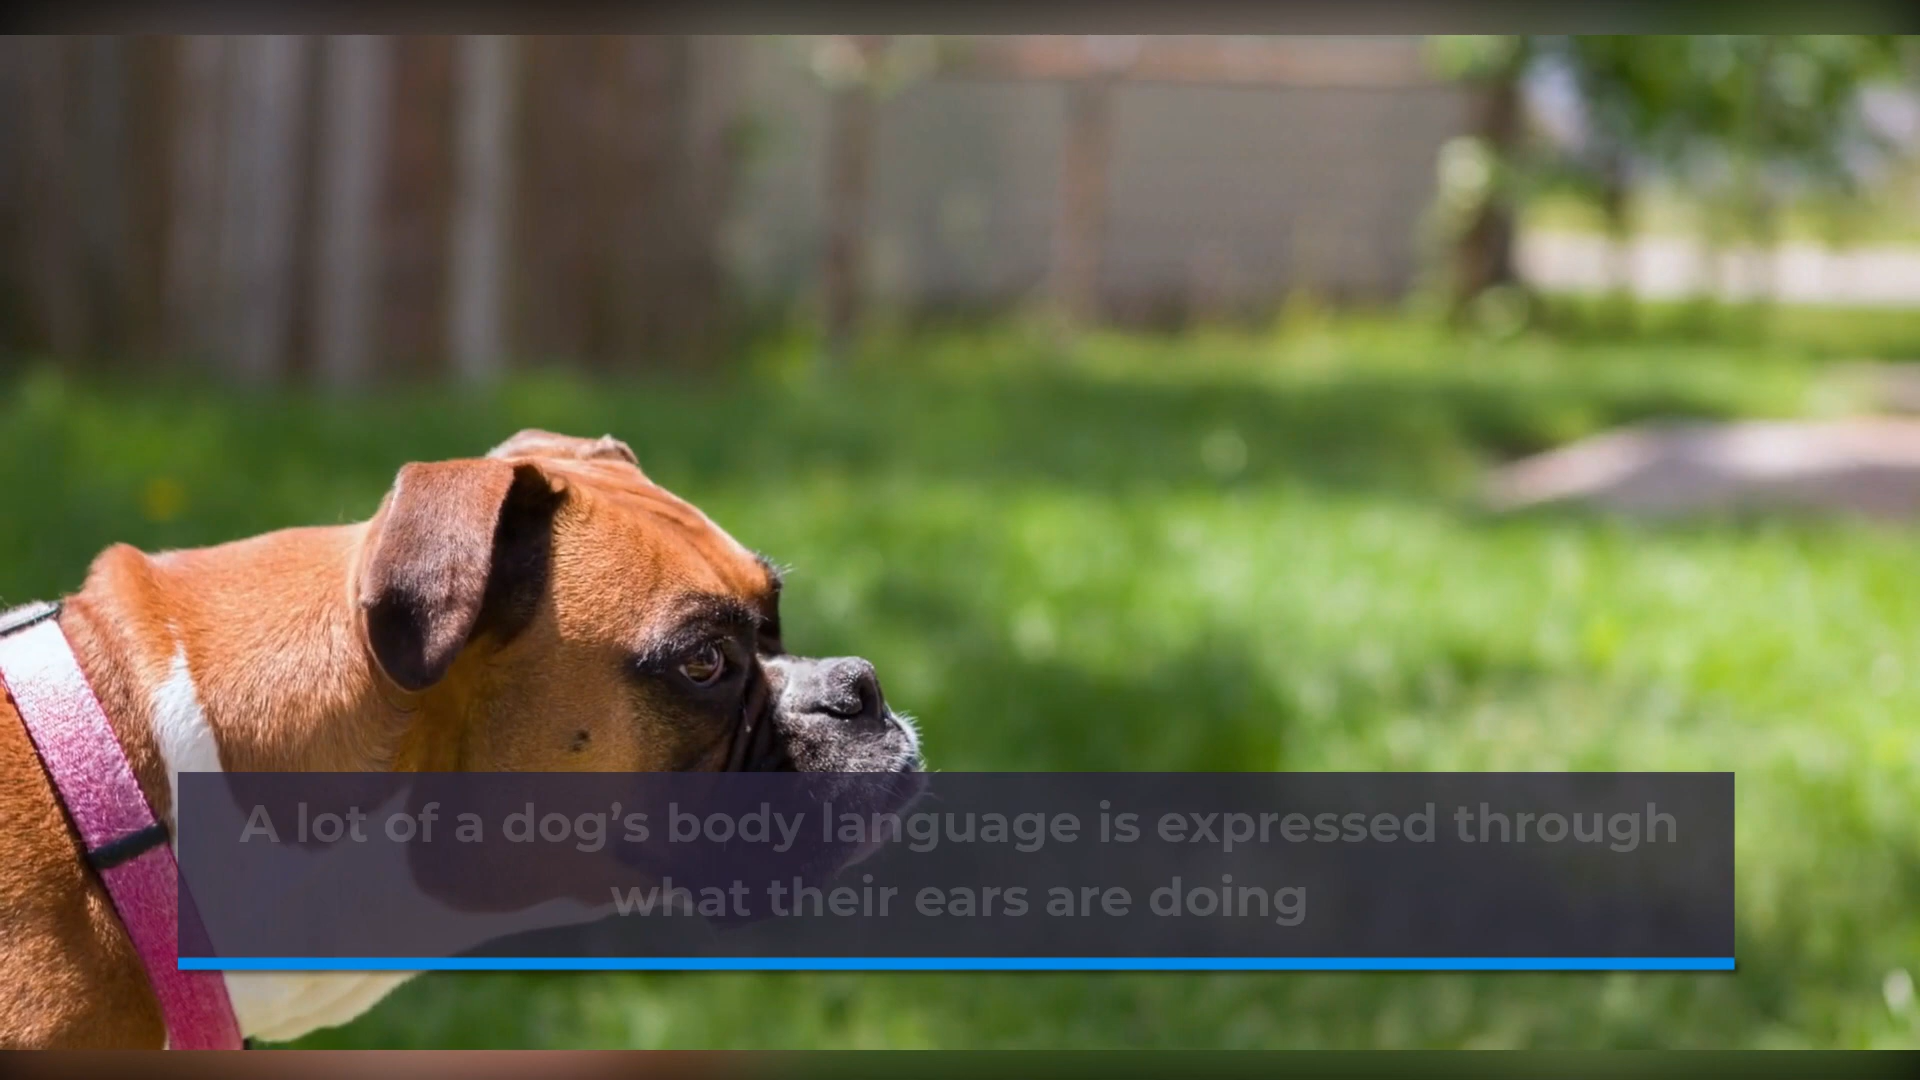 A lot of a dog’s body language is expressed through
what their ears are doing